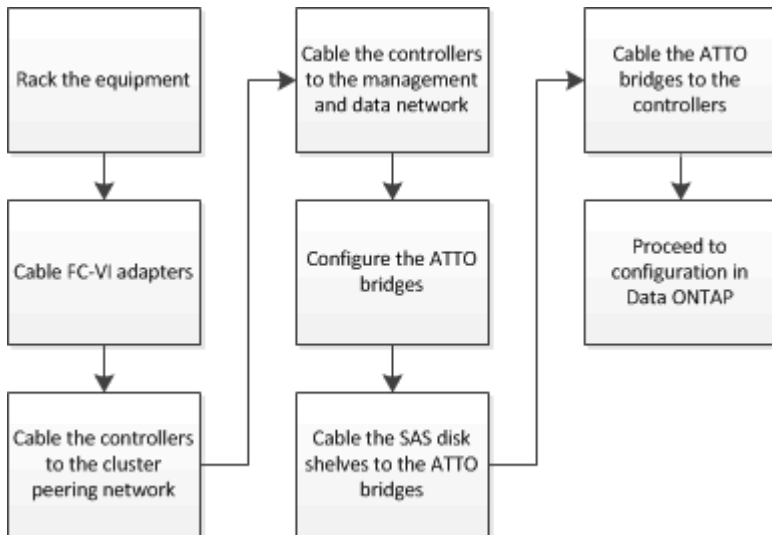 Rack the equipment
Cable FC-VI adapters
Cable the controllers
to the cluster
peering network
Cable the controllers
to the management
and data network
Configure the ATTO
bridges
Cable the SAS disk
shelves to the ATTO
bridges
Cable the ATTO
bridges to the
controllers
Proceed to
configuration in
Data ONTAP